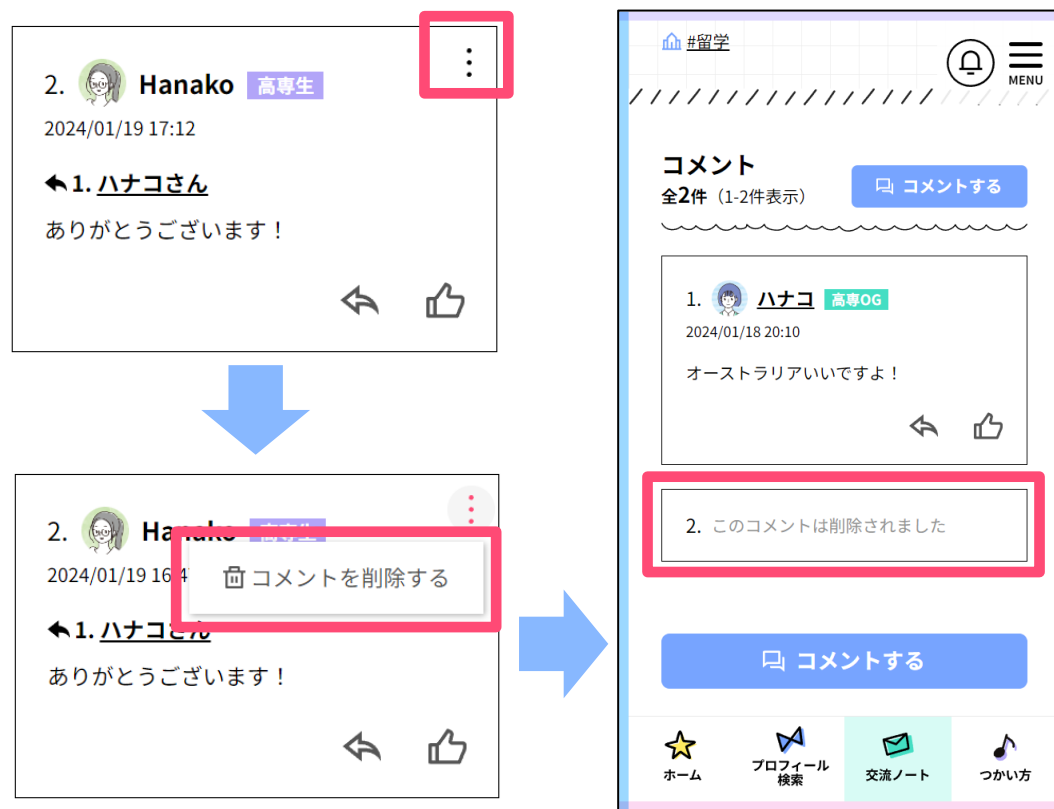 2. Hanako 高専生
2024/01/19 17:12
1. ハナコさん
ありがとうございます！
2. Hanako 高専生
2024/01/19 16:4
コメントを削除する
1. ハナコさん
ありがとうございます！
#留学
MENU
コメント
全2件（1-2件表示）
コメントする
1. ハナコ 高専OG
2024/01/18 20:10
オーストラリアいいですよ！
2. このコメントは削除されました
コメントする
ホーム
プロフィール
検索
交流ノート
つかい方